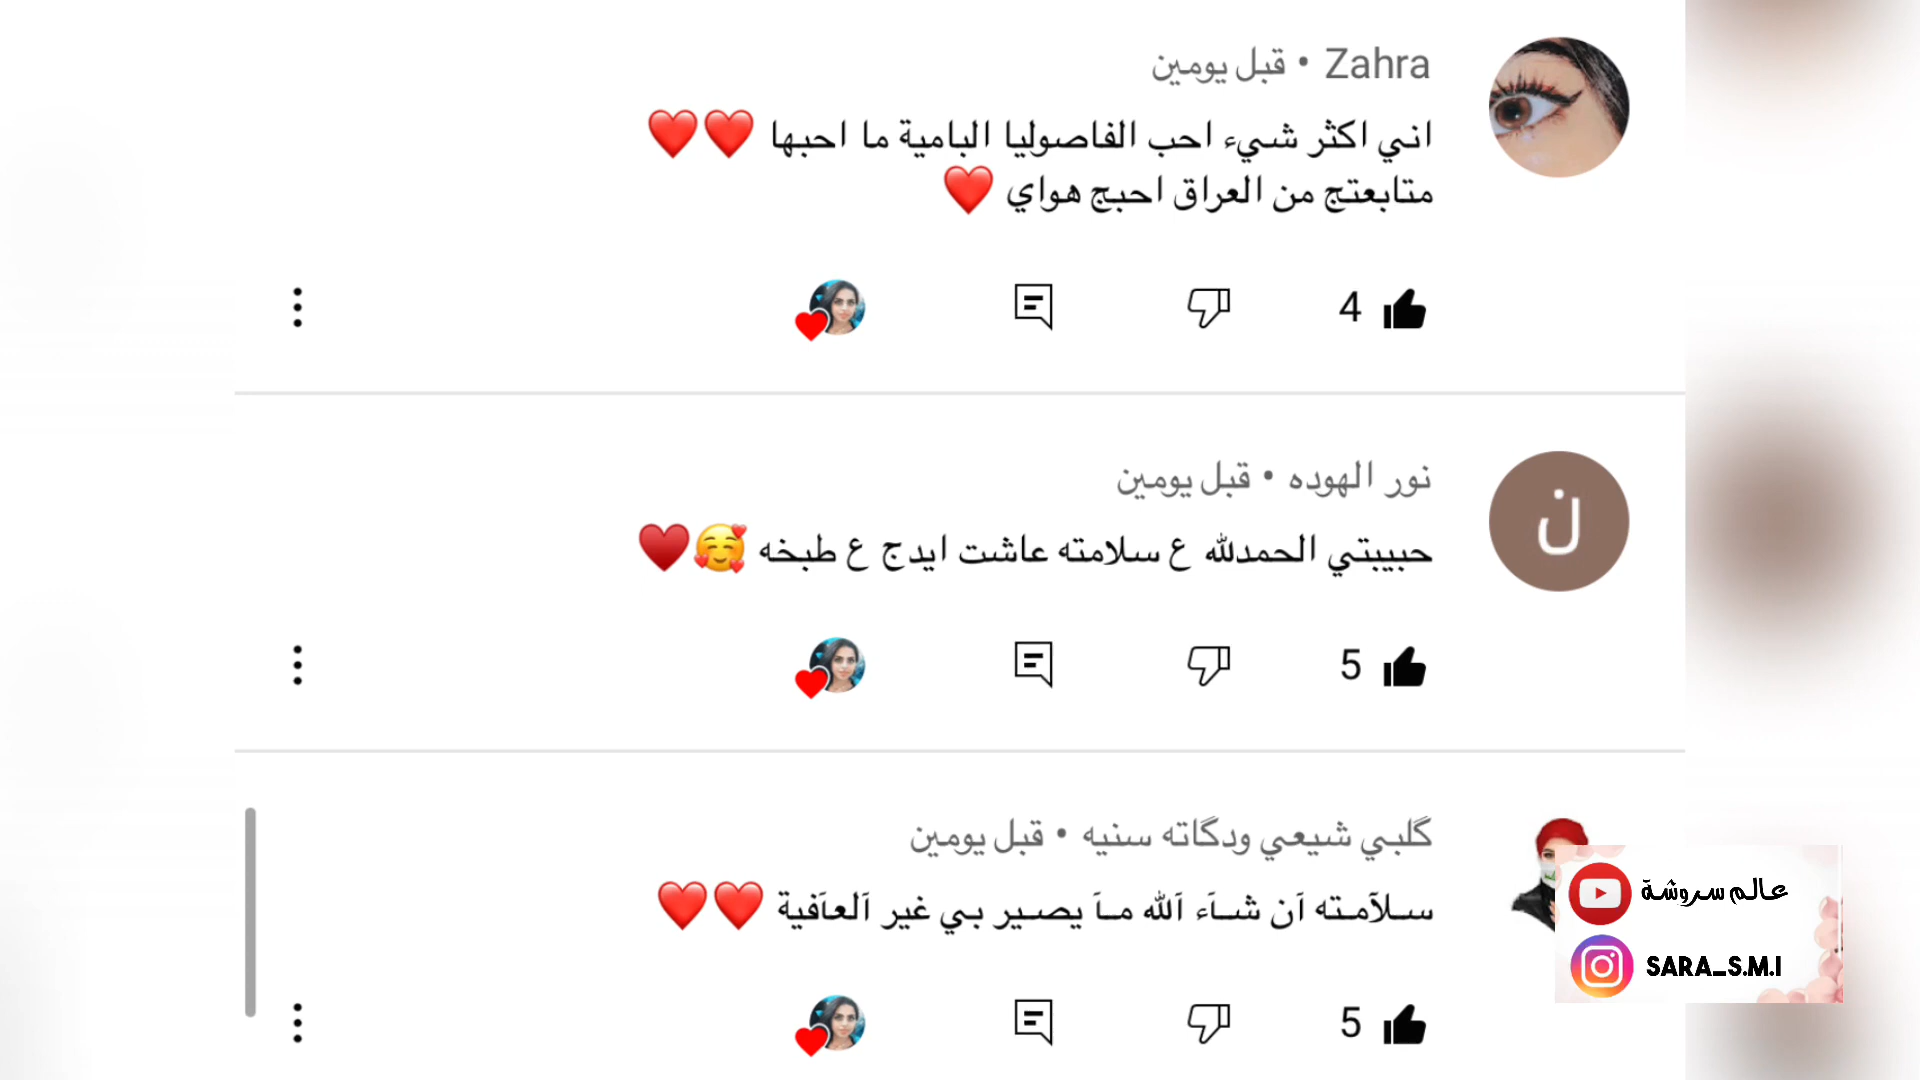 Zahra • قبل يومين
اني اكثر شيء احب الفاصوليا البامية ما احبها ❤️❤️
متابعتج من العراق احبج هواي ❤️
4
نور الهوده • قبل يومين
ن
حبيبتي الحمدلله ع سلامته عاشت ايدج ع طبخه 🥰♥️
5
گلبي شيعي ودگاته سنيه • قبل يومين
سـلآمـته آن شـآء آلله مـآ يصـير بـي غير آلعآفية ❤️❤️
5
عالم سروشة
SARA_S.M.I